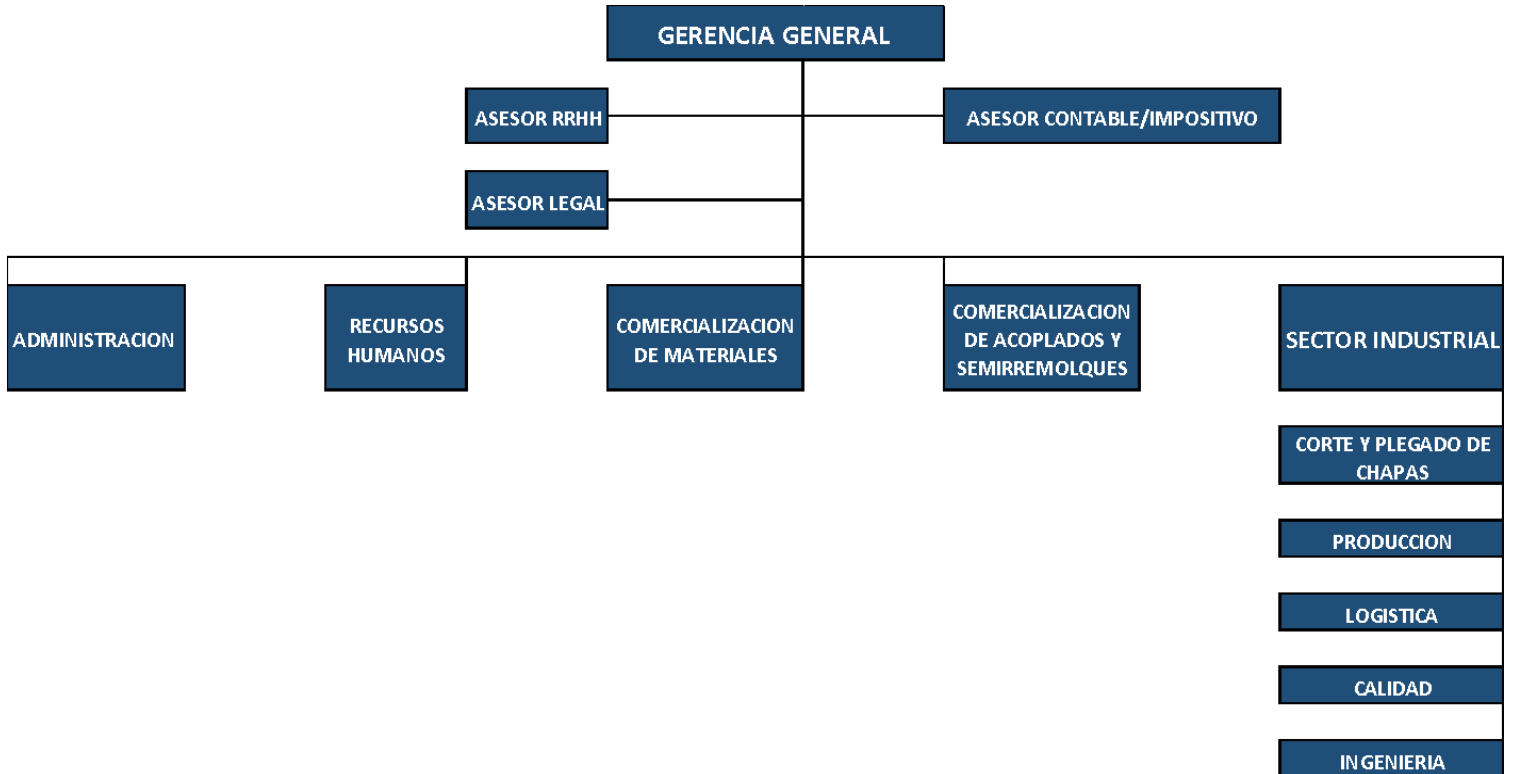 GERENCIA GENERAL
ASESOR RRHH
ASESOR CONTABLE/IMPOSITIVO
ASESOR LEGAL
ADMINISTRACION
RECURSOS
HUMANOS
COMERCIALIZACION
DE MATERIALES
COMERCIALIZACION
DE ACOPLADOS Y
SEMIRREMOLQUES
SECTOR INDUSTRIAL
CORTE Y PLEGADO DE
CHAPAS
PRODUCCION
LOGISTICA
CALIDAD
INGENIERIA